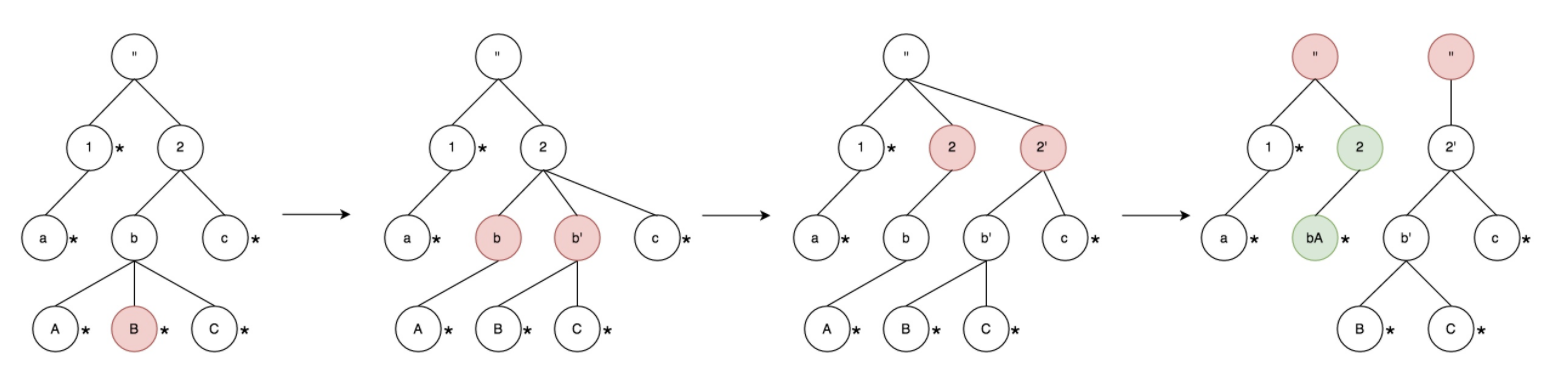 "
1 * 2
a * b c *
A * B * C *
"
1 * 2
a * b b' c *
A * B * C *
"
1 * 2 2'
a * b b' c *
A * B * C *
" "
1 * 2 2'
a * bA * b' c *
B * C *